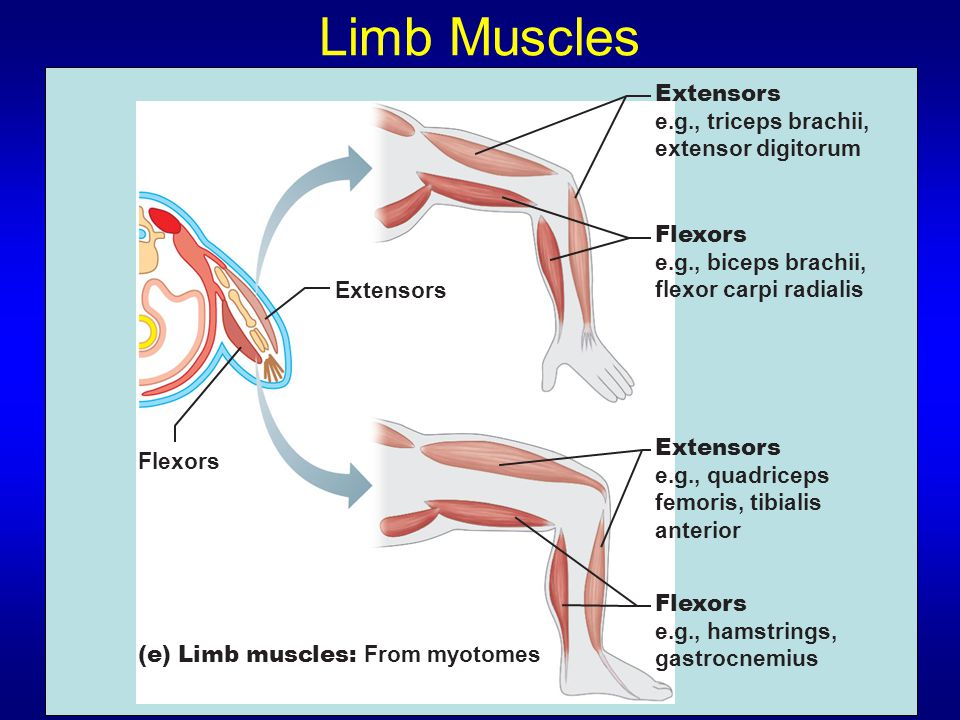 Limb Muscles
Extensors
e.g., triceps brachii,
extensor digitorum
Flexors
e.g., biceps brachii,
flexor carpi radialis
Extensors
Flexors
Extensors
e.g., quadriceps
femoris, tibialis
anterior
Flexors
e.g., hamstrings,
gastrocnemius
(e) Limb muscles: From myotomes